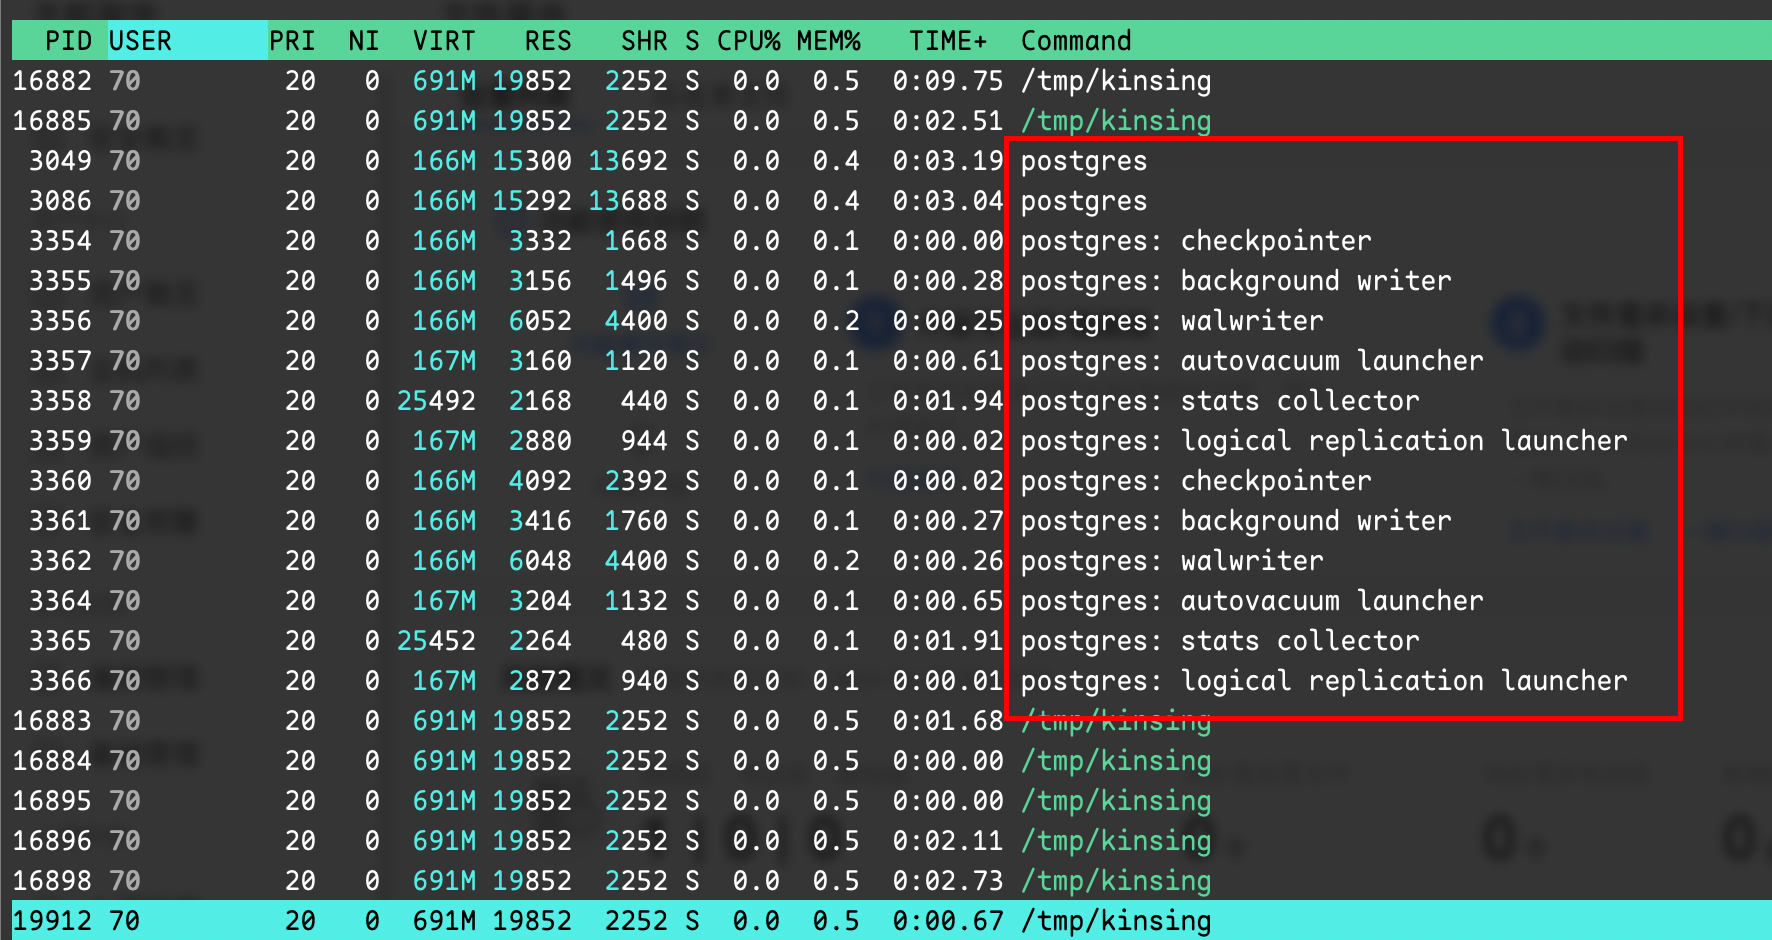 PID USER PRI NI VIRT RES SHR S CPU% MEM% TIME+ Command
16882 70 20 0 691M 19852 2252 S 0.0 0.5 0:09.75 /tmp/kinsing
16885 70 20 0 691M 19852 2252 S 0.0 0.5 0:02.51 /tmp/kinsing
3049 70 20 0 166M 15300 13692 S 0.0 0.4 0:03.19 postgres
3086 70 20 0 166M 15292 13688 S 0.0 0.4 0:03.04 postgres
3354 70 20 0 166M 3332 1668 S 0.0 0.1 0:00.00 postgres: checkpointer
3355 70 20 0 166M 3156 1496 S 0.0 0.1 0:00.28 postgres: background writer
3356 70 20 0 166M 6052 4400 S 0.0 0.2 0:00.25 postgres: walwriter
3357 70 20 0 167M 3160 1120 S 0.0 0.1 0:00.61 postgres: autovacuum launcher
3358 70 20 0 25492 2168 440 S 0.0 0.1 0:01.94 postgres: stats collector
3359 70 20 0 167M 2880 944 S 0.0 0.1 0:00.02 postgres: logical replication launcher
3360 70 20 0 166M 4092 2392 S 0.0 0.1 0:00.02 postgres: checkpointer
3361 70 20 0 166M 3416 1760 S 0.0 0.1 0:00.27 postgres: background writer
3362 70 20 0 166M 6048 4400 S 0.0 0.2 0:00.26 postgres: walwriter
3364 70 20 0 167M 3204 1132 S 0.0 0.1 0:00.65 postgres: autovacuum launcher
3365 70 20 0 25452 2264 480 S 0.0 0.1 0:01.91 postgres: stats collector
3366 70 20 0 167M 2872 940 S 0.0 0.1 0:00.01 postgres: logical replication launcher
16883 70 20 0 691M 19852 2252 S 0.0 0.5 0:01.68 /tmp/kinsing
16884 70 20 0 691M 19852 2252 S 0.0 0.5 0:00.00 /tmp/kinsing
16895 70 20 0 691M 19852 2252 S 0.0 0.5 0:00.00 /tmp/kinsing
16896 70 20 0 691M 19852 2252 S 0.0 0.5 0:02.11 /tmp/kinsing
16898 70 20 0 691M 19852 2252 S 0.0 0.5 0:02.73 /tmp/kinsing
19912 70 20 0 691M 19852 2252 S 0.0 0.5 0:00.67 /tmp/kinsing